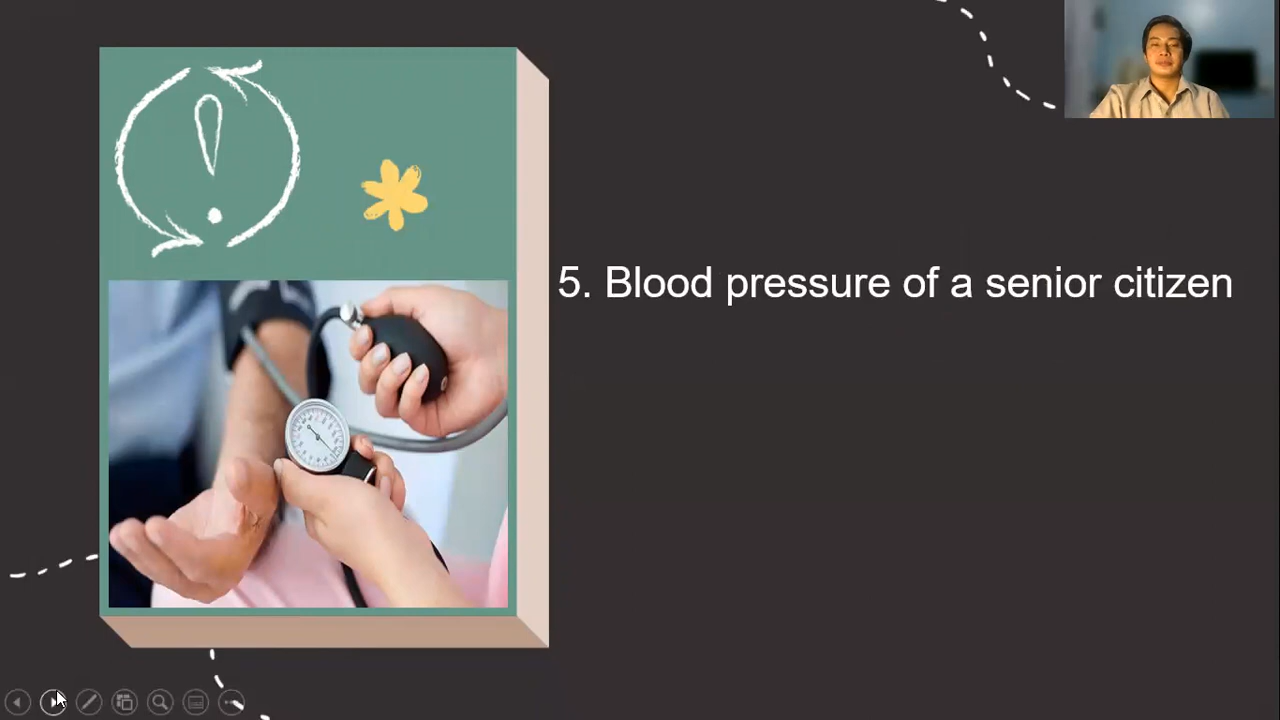 5. Blood pressure of a senior citizen